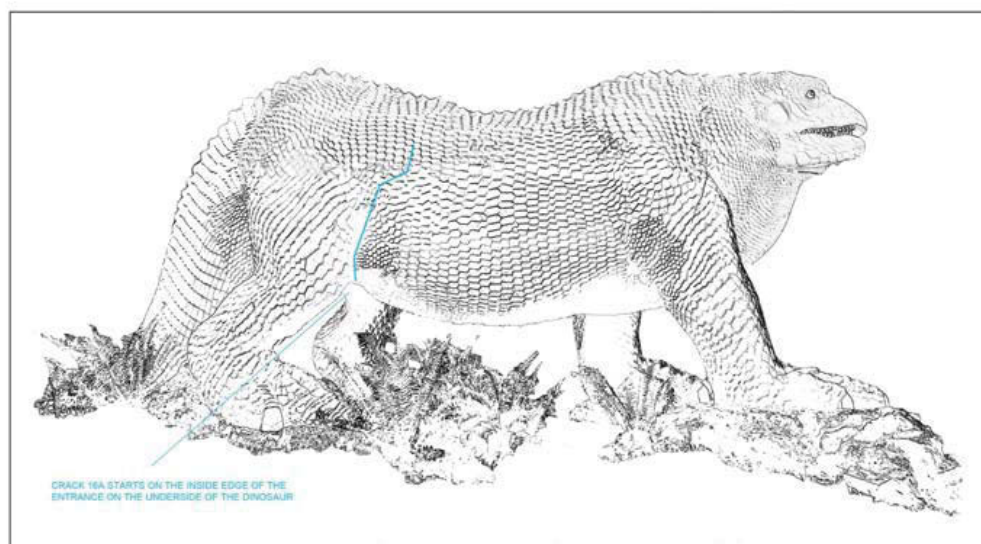 CRACK 16A STARTS ON THE INSIDE EDGE OF THE
ENTRANCE ON THE UNDERSIDE OF THE DINOSAUR